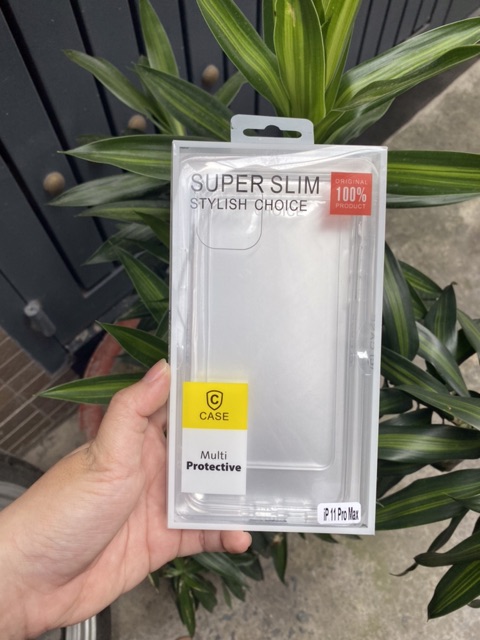 SUPER SLIM
STYLISH CHOICE
ORIGINAL
100%
PRODUCT
C
CASE
Multi
Protective
iP 11 Pro Max